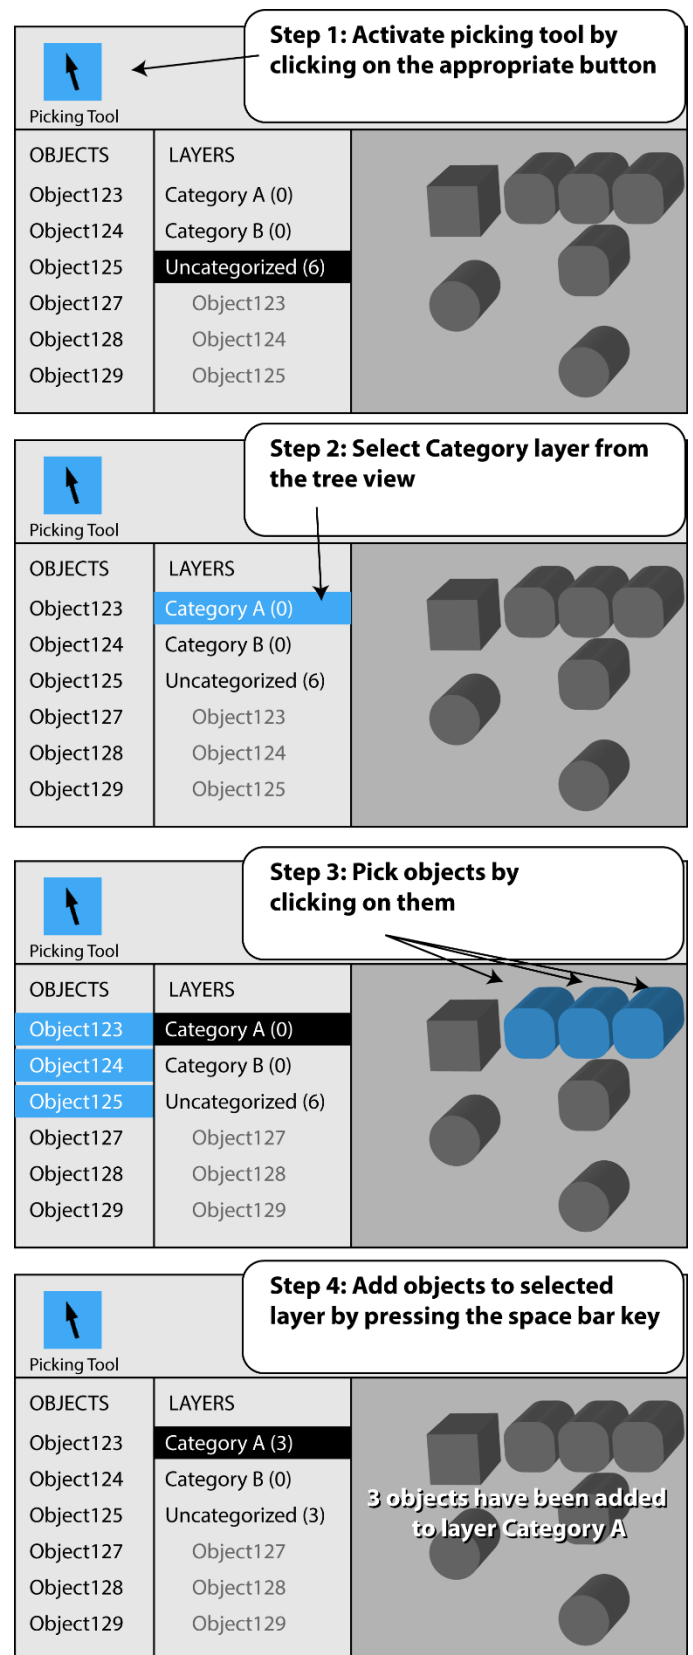 Step 1: Activate picking tool by
clicking on the appropriate button
Picking Tool
OBJECTS
Object123
Object124
Object125
Object127
Object128
Object129
LAYERS
Category A (0)
Category B (0)
Uncategorized (6)
Object123
Object124
Object125
Step 2: Select Category layer from
the tree view
Picking Tool
OBJECTS
Object123
Object124
Object125
Object127
Object128
Object129
LAYERS
Category A (0)
Category B (0)
Uncategorized (6)
Object123
Object124
Object125
Step 3: Pick objects by
clicking on them
Picking Tool
OBJECTS
Object123
Object124
Object125
Object127
Object128
Object129
LAYERS
Category A (0)
Category B (0)
Uncategorized (6)
Object127
Object128
Object129
Step 4: Add objects to selected
layer by pressing the space bar key
Picking Tool
OBJECTS
Object123
Object124
Object125
Object127
Object128
Object129
LAYERS
Category A (3)
Category B (0)
Uncategorized (3)
Object127
Object128
Object129
3 objects have been added
to layer Category A